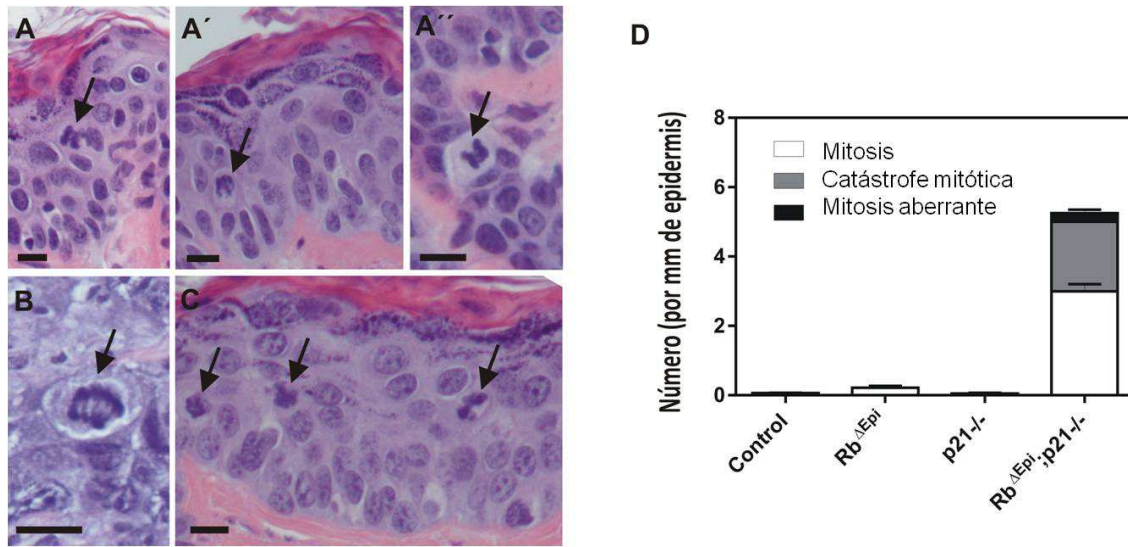 A
A´
A´´
B
C
D
Número (por mm de epidermis)
8
6
4
2
0
Mitosis
Catástrofe mitótica
Mitosis aberrante
Control
Rb ΔEpi
p21-/-
Rb ΔEpi;p21-/-